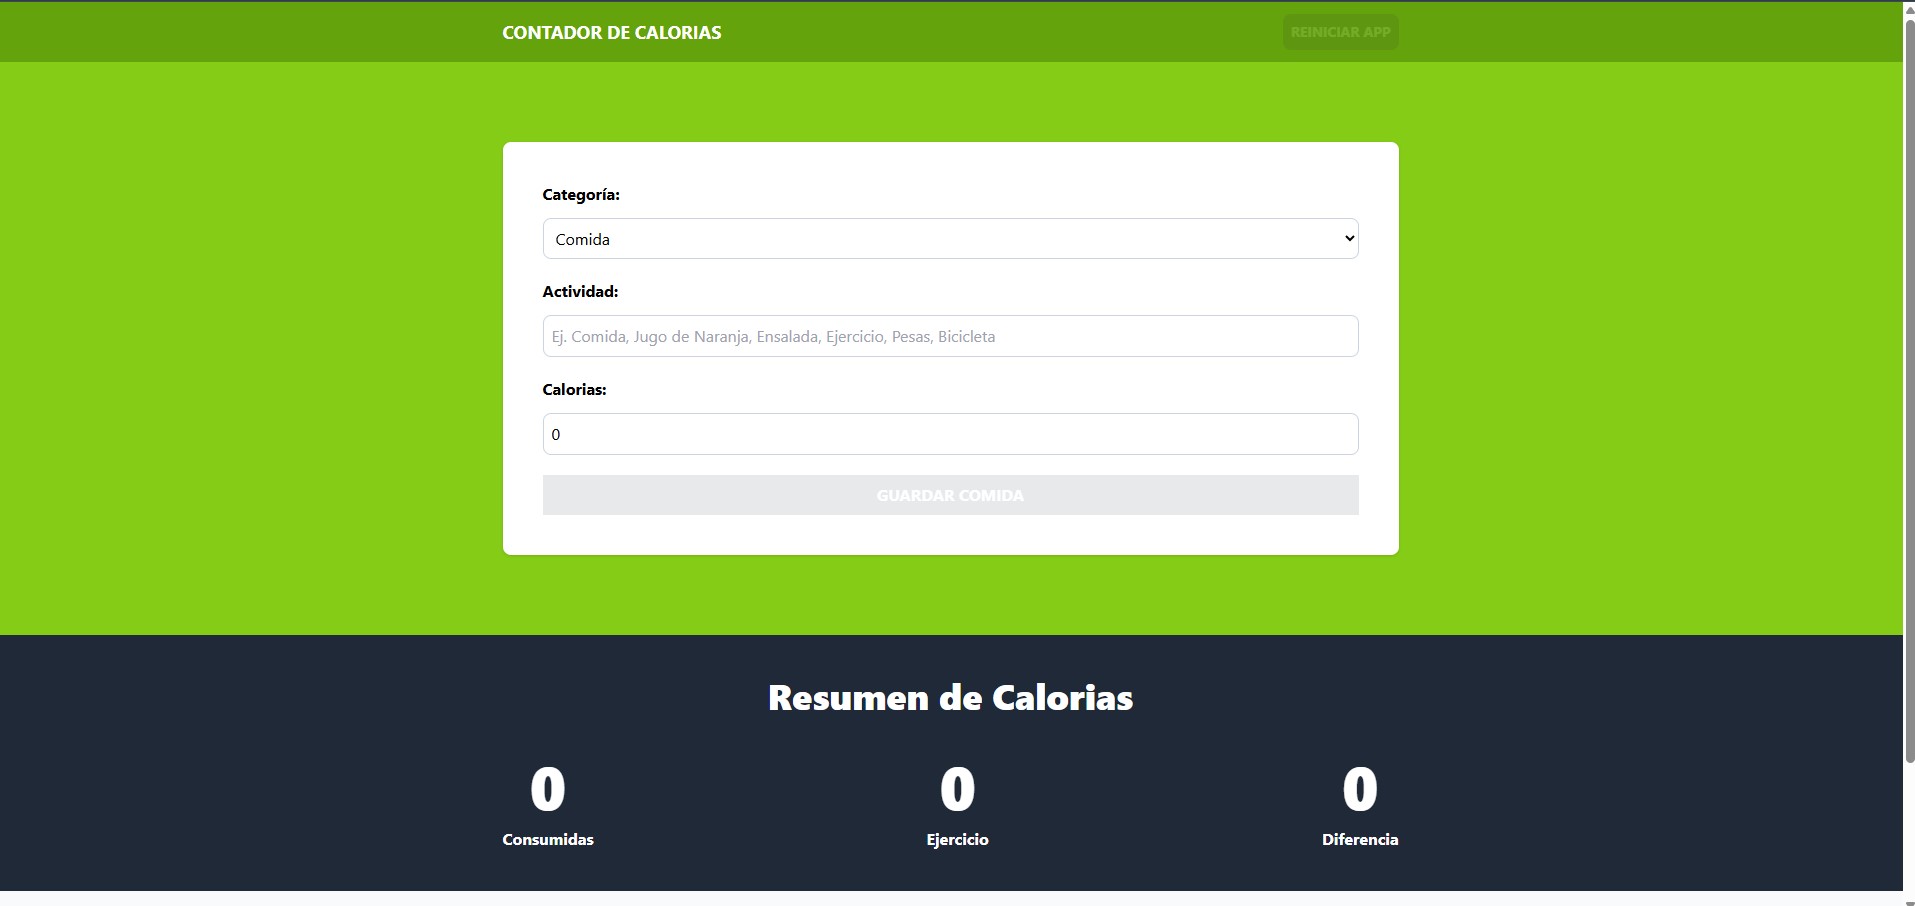 CONTADOR DE CALORIAS
REINICIAR APP
Categoría:
Comida
Actividad:
Ej. Comida, Jugo de Naranja, Ensalada, Ejercicio, Pesas, Bicicleta
Calorias:
0
GUARDAR COMIDA
Resumen de Calorias
0 0 0
Consumidas Ejercicio Diferencia